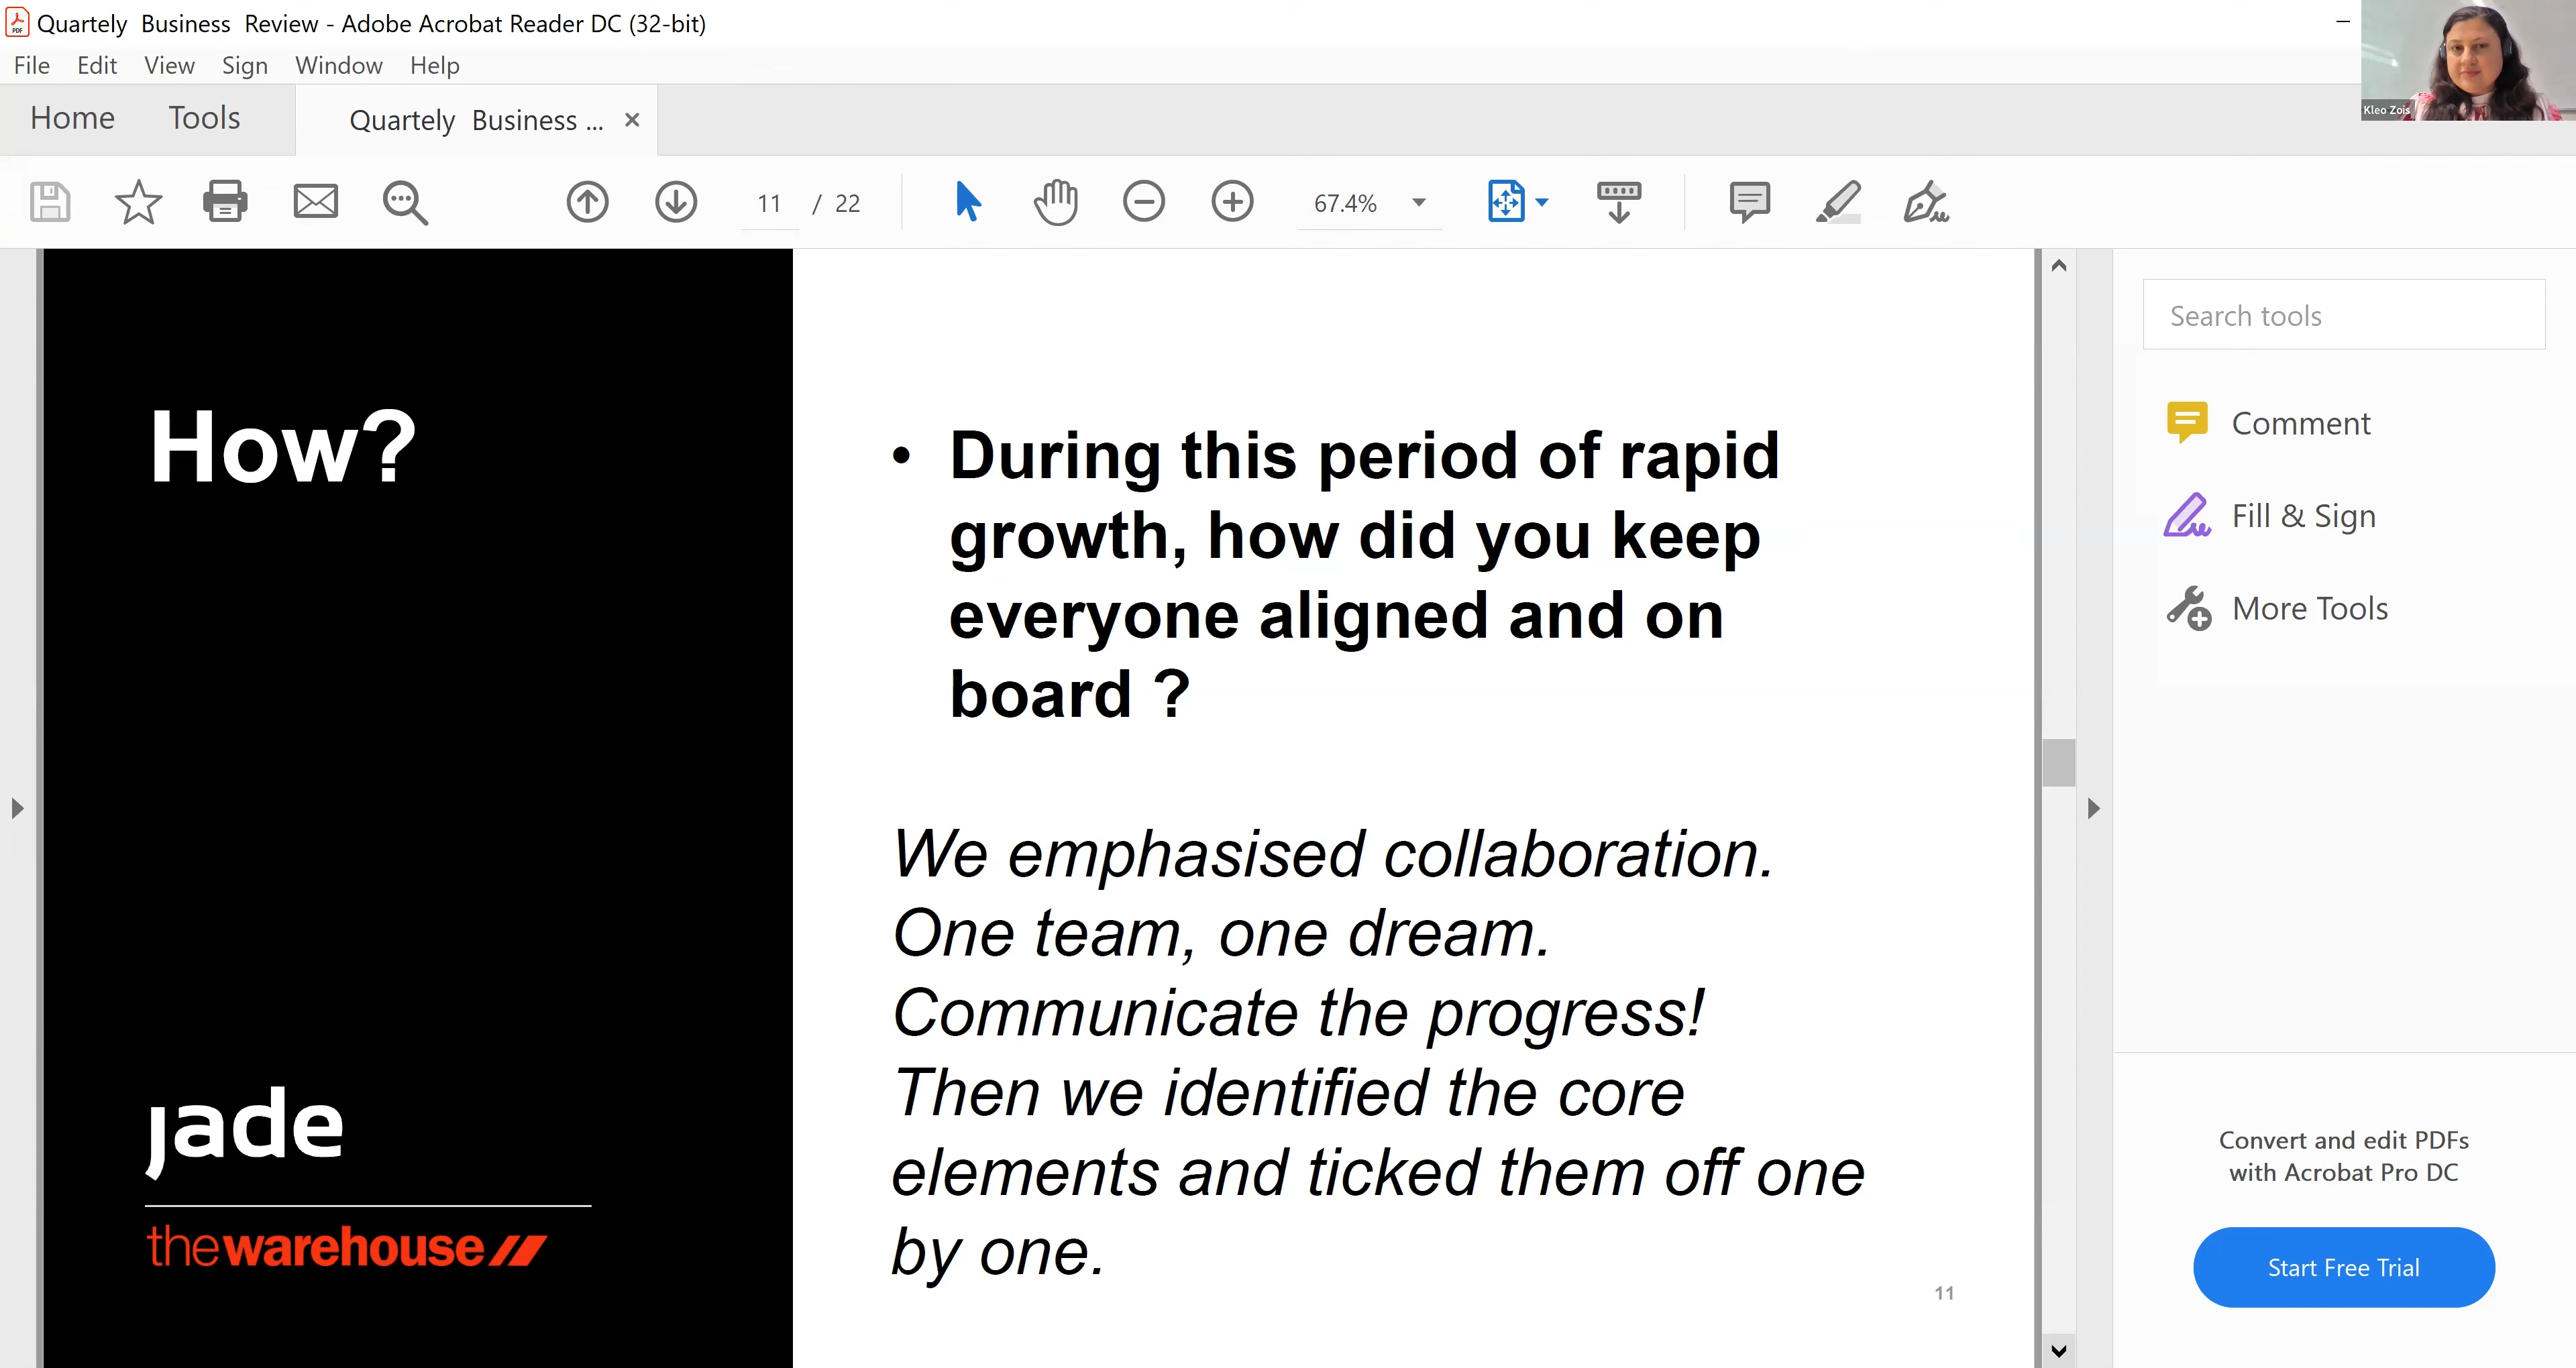 Quartely Business Review - Adobe Acrobat Reader DC (32-bit)
Kleo Zois
File Edit View Sign Window Help
Home Tools Quartely Business ...
11 / 22 67.4%
Search tools
Comment
Fill & Sign
More Tools
How?
• During this period of rapid
growth, how did you keep
everyone aligned and on
board ?
We emphasised collaboration.
One team, one dream.
Communicate the progress!
Then we identified the core
elements and ticked them off one
by one.
jade
thewarehouse
11
Convert and edit PDFs
with Acrobat Pro DC
Start Free Trial